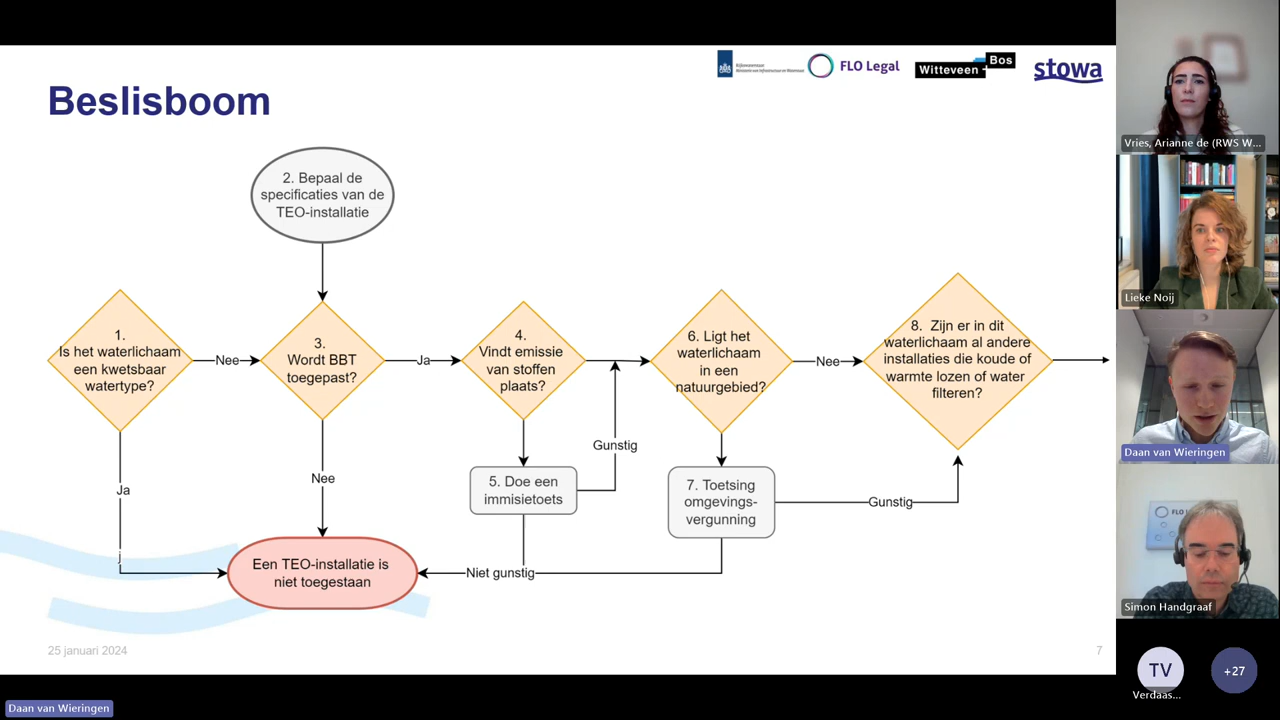 FLO Legal
Witteveen
Bos
stowa
Beslisboom
2. Bepaal de
specificaties van de
TEO-installatie
1.
Is het waterlichaam
een kwetsbaar
watertype?
Nee
3.
Wordt BBT
toegepast?
Ja
4.
Vindt emissie
van stoffen
plaats?
6. Ligt het
waterlichaam
in een
natuurgebied?
Nee
8. Zijn er in dit
waterlichaam al andere
installaties die koude of
warmte lozen of water
filteren?
Gunstig
Ja
Nee
5. Doe een
immisietoets
7. Toetsing
omgevings-
vergunning
Gunstig
j
Een TEO-installatie is
niet toegestaan
Niet gunstig
25 januari 2024
7
Daan van Wieringen
Vries, Arianne de (RWS W...
Lieke Noij
Daan van Wieringen
Simon Handgraaf
TV
Verdaas...
+27